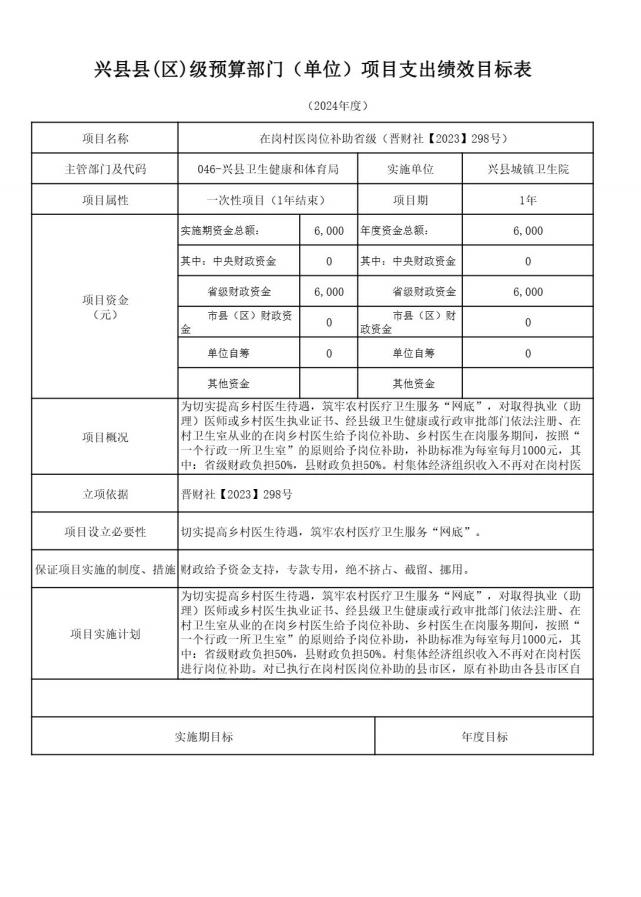 兴县县(区)级预算部门（单位）项目支出绩效目标表
（2024年度）
项目名称 在岗村医岗位补助省级（晋财社【2023】298号）
主管部门及代码 046-兴县卫生健康和体育局 实施单位 兴县城镇卫生院
项目属性 一次性项目（1年结束） 项目期 1年
项目资金
（元）
实施期资金总额： 6,000 年度资金总额： 6,000
其中：中央财政资金 0 其中：中央财政资金 0
省级财政资金 6,000 省级财政资金 6,000
市县（区）财政资
金 0 市县（区）财
政资金 0
单位自筹 0 单位自筹 0
其他资金 其他资金
项目概况
为切实提高乡村医生待遇，筑牢农村医疗卫生服务“网底”，对取得执业（助
理）医师或乡村医生执业证书、经县级卫生健康或行政审批部门依法注册、在
村卫生室从业的在岗乡村医生给予岗位补助、乡村医生在岗服务期间，按照“
一个行政一所卫生室”的原则给予岗位补助，补助标准为每室每月1000元，其
中：省级财政负担50%，县财政负担50%。村集体经济组织收入不再对在岗村医
立项依据 晋财社【2023】298号
项目设立必要性 切实提高乡村医生待遇，筑牢农村医疗卫生服务“网底”。
保证项目实施的制度、措施 财政给予资金支持，专款专用，绝不挤占、截留、挪用。
项目实施计划
为切实提高乡村医生待遇，筑牢农村医疗卫生服务“网底”，对取得执业（助
理）医师或乡村医生执业证书、经县级卫生健康或行政审批部门依法注册、在
村卫生室从业的在岗乡村医生给予岗位补助、乡村医生在岗服务期间，按照“
一个行政一所卫生室”的原则给予岗位补助，补助标准为每室每月1000元，其
中：省级财政负担50%，县财政负担50%。村集体经济组织收入不再对在岗村医
进行岗位补助。对已执行在岗村医岗位补助的县市区，原有补助由各县市区自
实施期目标 年度目标